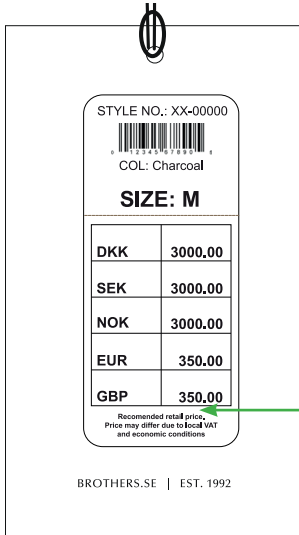 STYLE NO.: XX-00000
0 12345 67890 5
COL: Charcoal
SIZE: M
DKK 3000.00
SEK 3000.00
NOK 3000.00
EUR 350.00
GBP 350.00
Recomended retail price.
Price may differ due to local VAT
and economic conditions
BROTHERS.SE | EST. 1992